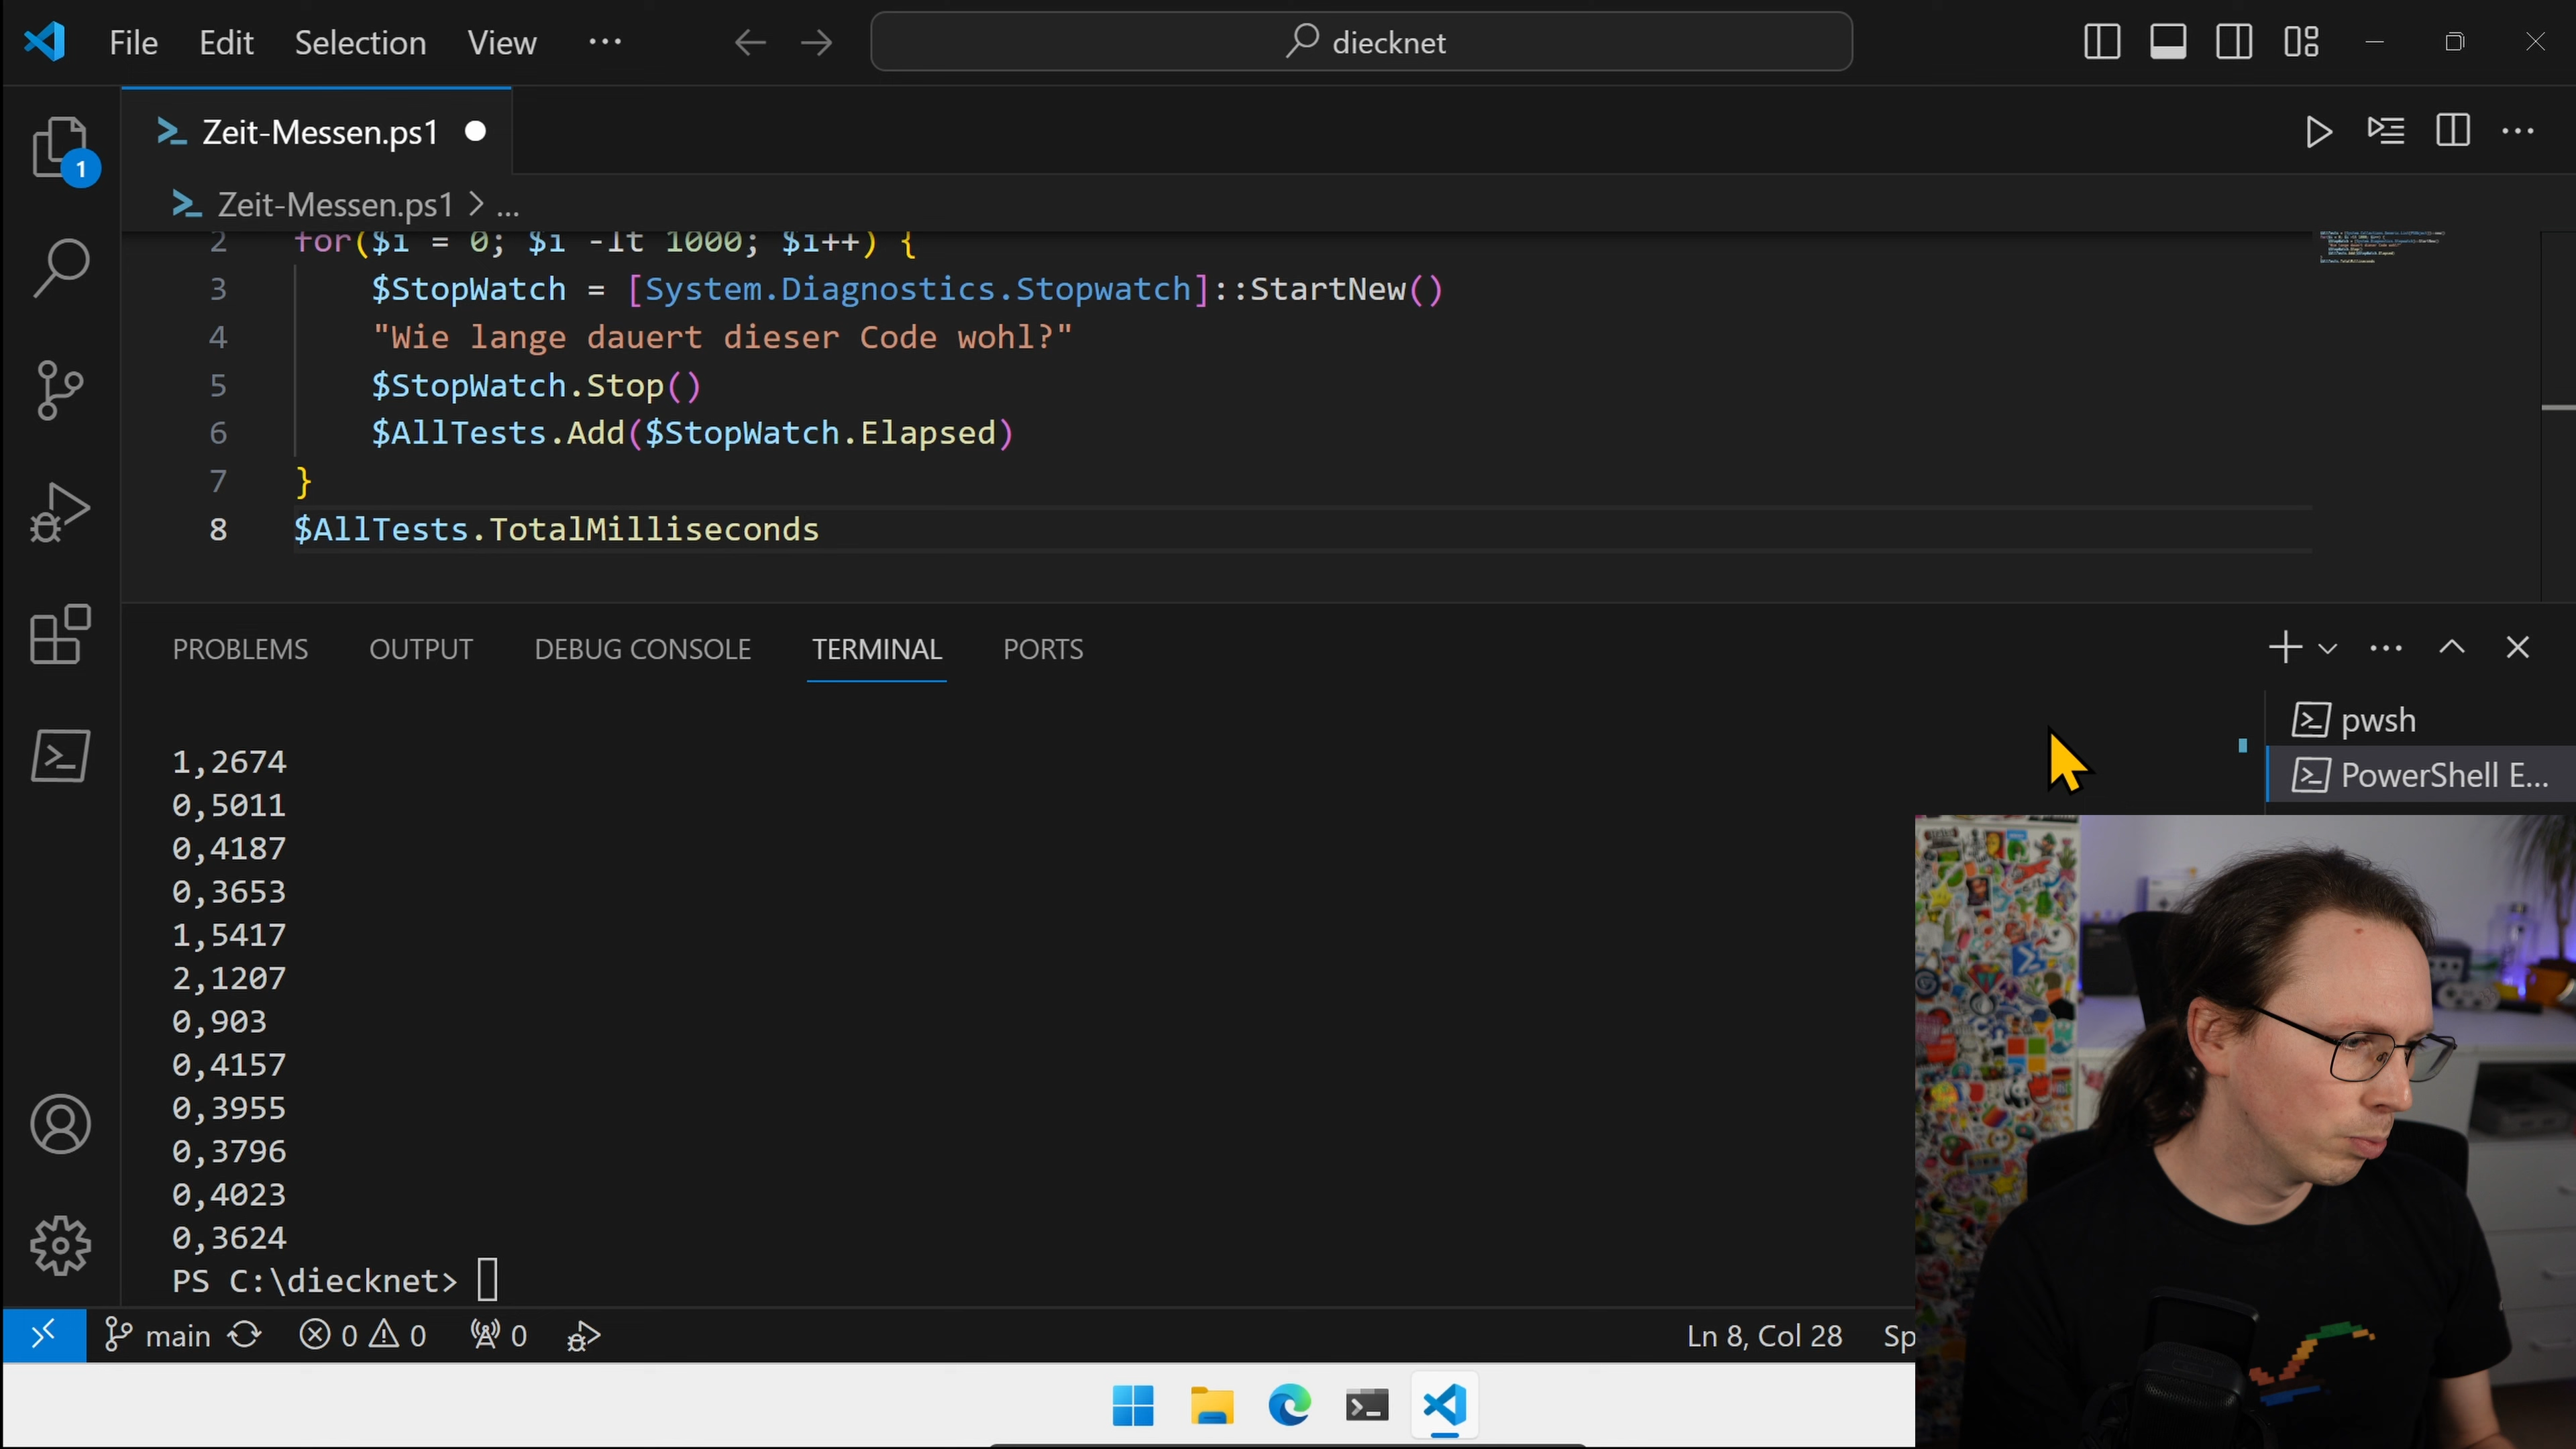 File Edit Selection View ... diecknet
1
Zeit-Messen.ps1
Zeit-Messen.ps1 > ...
2 for($i = 0; $i -lt 1000; $i++) {
3 $StopWatch = [System.Diagnostics.Stopwatch]::StartNew()
4 "Wie lange dauert dieser Code wohl?"
5 $StopWatch.Stop()
6 $AllTests.Add($StopWatch.Elapsed)
7 }
8 $AllTests.TotalMilliseconds
PROBLEMS OUTPUT DEBUG CONSOLE TERMINAL PORTS
pwsh
PowerShell E...
1,2674
0,5011
0,4187
0,3653
1,5417
2,1207
0,903
0,4157
0,3955
0,3796
0,4023
0,3624
PS C:\diecknet>
main 0 0 0 Ln 8, Col 28 Sp